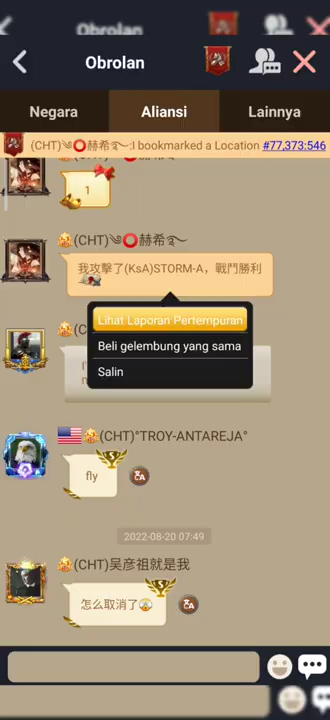 Obrolan
Negara
Aliansi
Lainnya
(CHT)༄⭕赫希࿐:I bookmarked a Location #77,373:546
1
(CHT)༄⭕赫希࿐
我攻擊了(KsA)STORM-A，戰鬥勝利
Lihat Laporan Pertempuran
Beli gelembung yang sama
Salin
(CHT)°TROY-ANTAREJA°
fly
2022-08-20 07:49
(CHT)吴彦祖就是我
怎么取消了😱